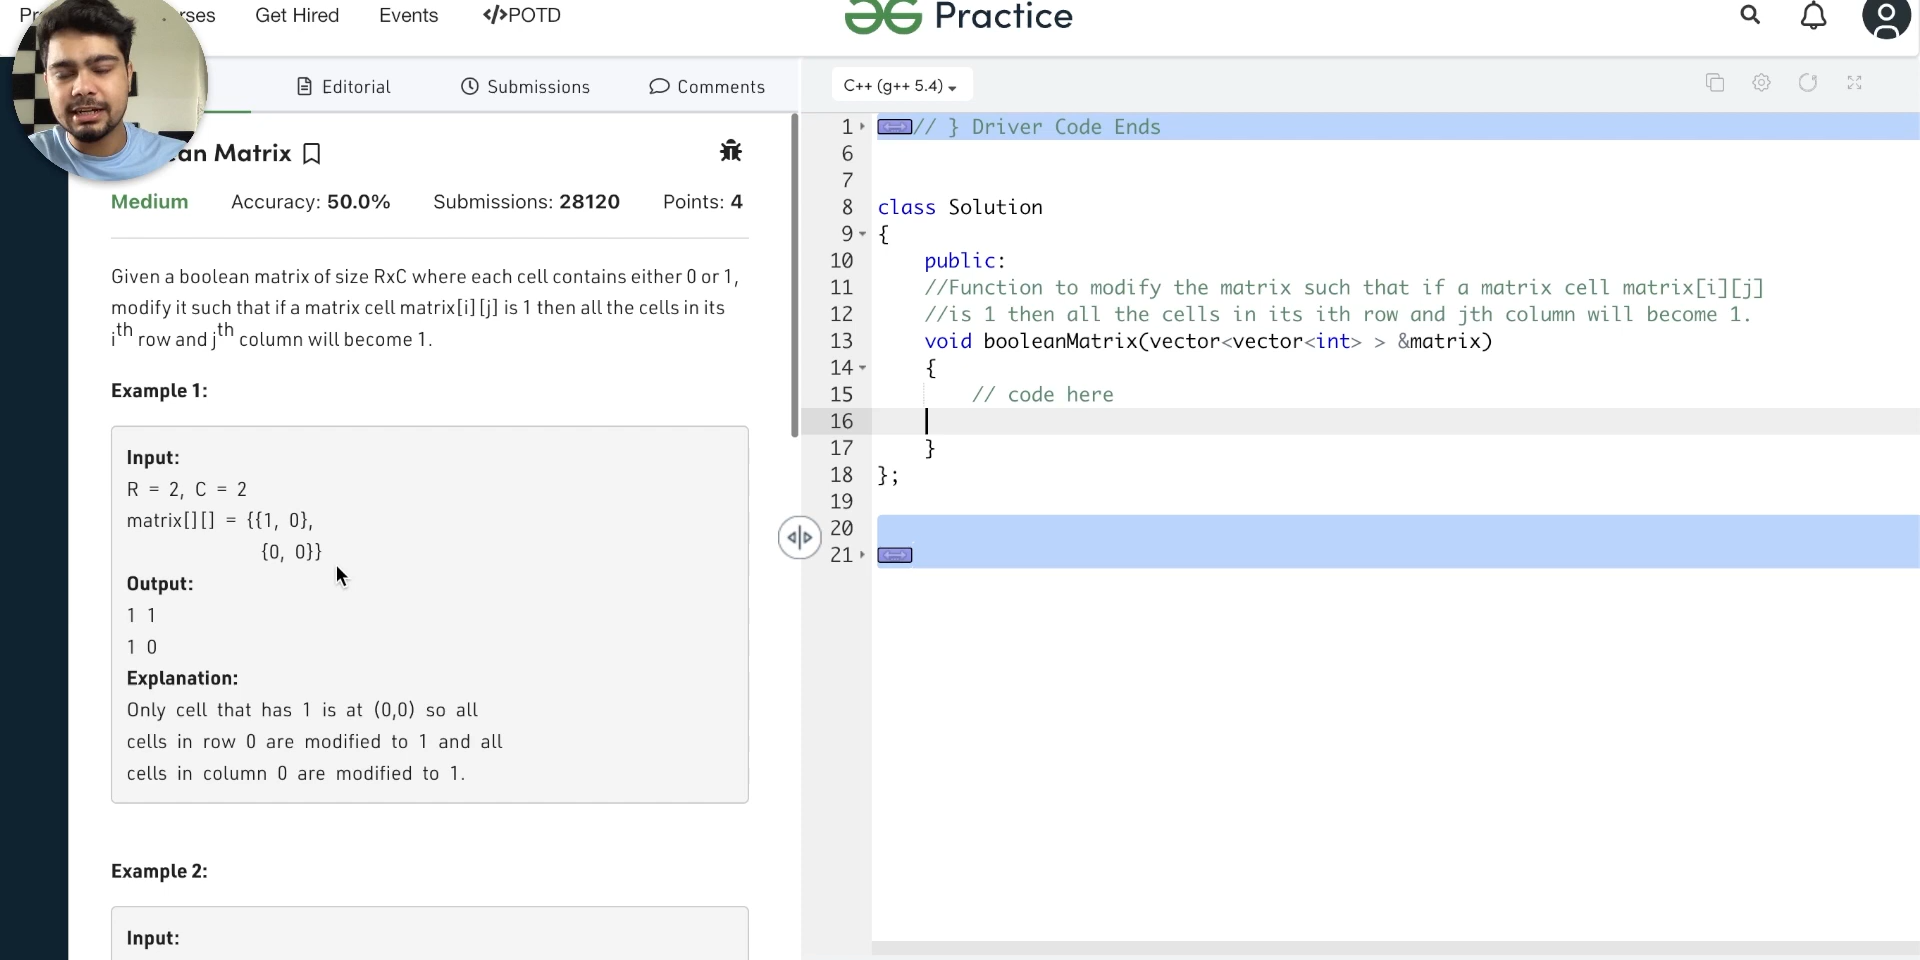 Get Hired
Events
</>POTD
Practice
Editorial
Submissions
Comments
C++ (g++ 5.4)
Matrix
Medium
Accuracy: 50.0%
Submissions: 28120
Points: 4
Given a boolean matrix of size RxC where each cell contains either 0 or 1,
modify it such that if a matrix cell matrix[i][j] is 1 then all the cells in its
ith row and jth column will become 1.
Example 1:
Input:
R = 2, C = 2
matrix[][] = {{1, 0},
{0, 0}}
Output:
1 1
1 0
Explanation:
Only cell that has 1 is at (0,0) so all
cells in row 0 are modified to 1 and all
cells in column 0 are modified to 1.
Example 2:
Input:
1 // } Driver Code Ends
6
7
8 class Solution
9 {
10 public:
11 //Function to modify the matrix such that if a matrix cell matrix[i][j]
12 //is 1 then all the cells in its ith row and jth column will become 1.
13 void booleanMatrix(vector<vector<int> > &matrix)
14 {
15 // code here
16
17 }
18 };
19
20
21